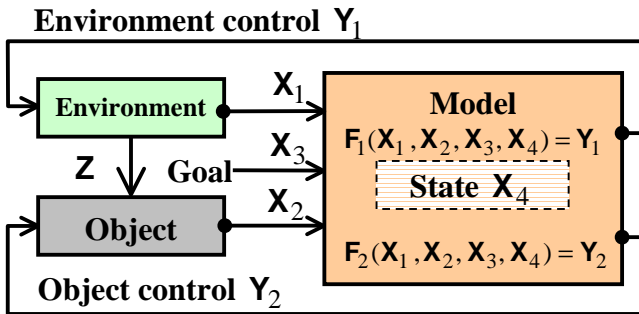 Environment control Y₁
Environment
X₁
Model
F₁(X₁, X₂, X₃, X₄) = Y₁
X₃
Z
Goal
State X₄
X₂
Object
F₂(X₁, X₂, X₃, X₄) = Y₂
Object control Y₂